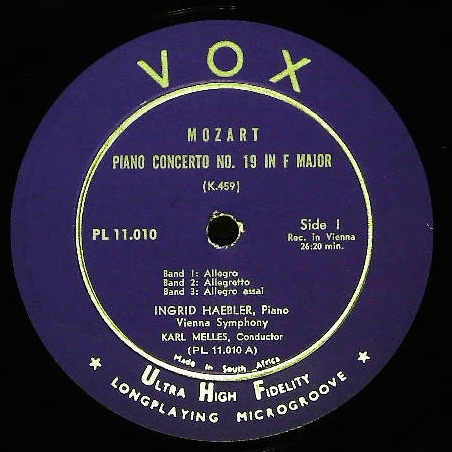 VOX
MOZART
PIANO CONCERTO NO. 19 IN F MAJOR
(K.459)
PL 11.010
Side 1
Rec. in Vienna
26:20 min.
Band 1: Allegro
Band 2: Allegretto
Band 3: Allegro assai
INGRID HAEBLER, Piano
Vienna Symphony
KARL MELLES, Conductor
(PL 11.010 A)
Made in South Africa
ULTRA HIGH FIDELITY
★ LONGPLAYING MICROGROOVE ★